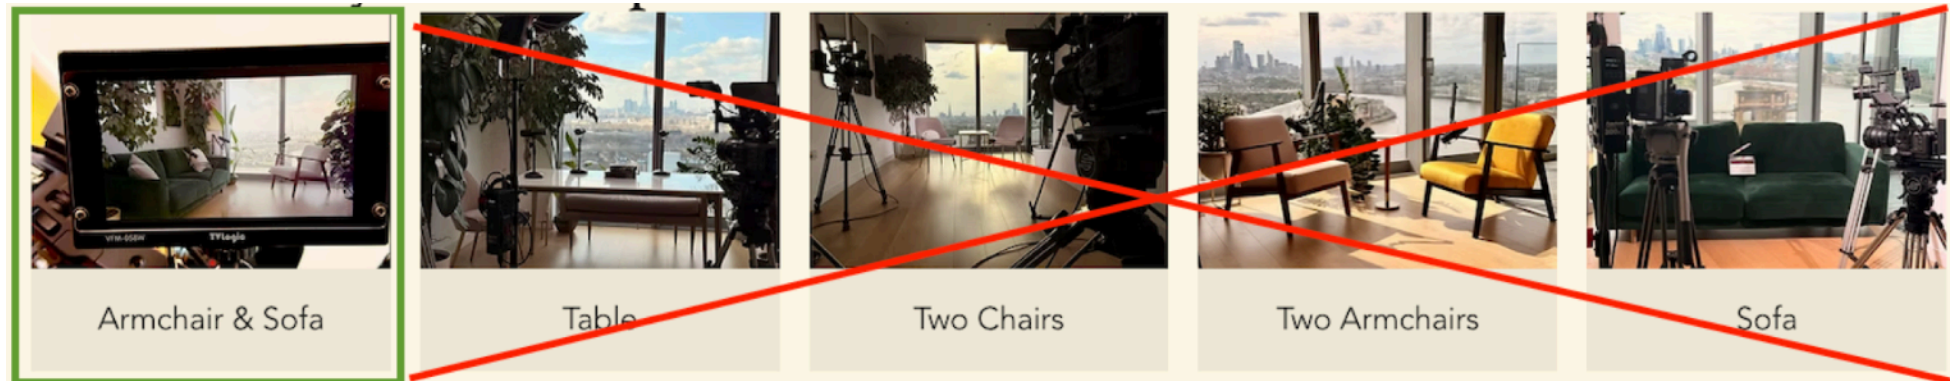 VFM-058W
TVLogic
Armchair & Sofa
Table
Two Chairs
Two Armchairs
Sofa